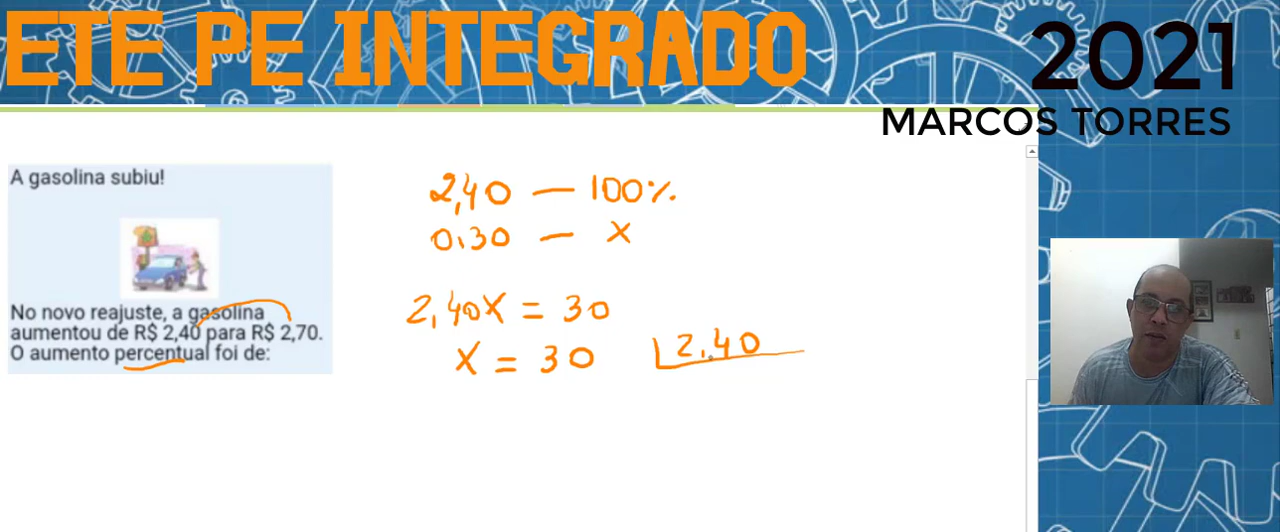 ETE PE INTEGRADO
2021
MARCOS TORRES
A gasolina subiu!
No novo reajuste, a gasolina
aumentou de R$ 2,40 para R$ 2,70.
O aumento percentual foi de:
2,40 — 100%
0,30 — x
2,40x = 30
x = 30 2,40